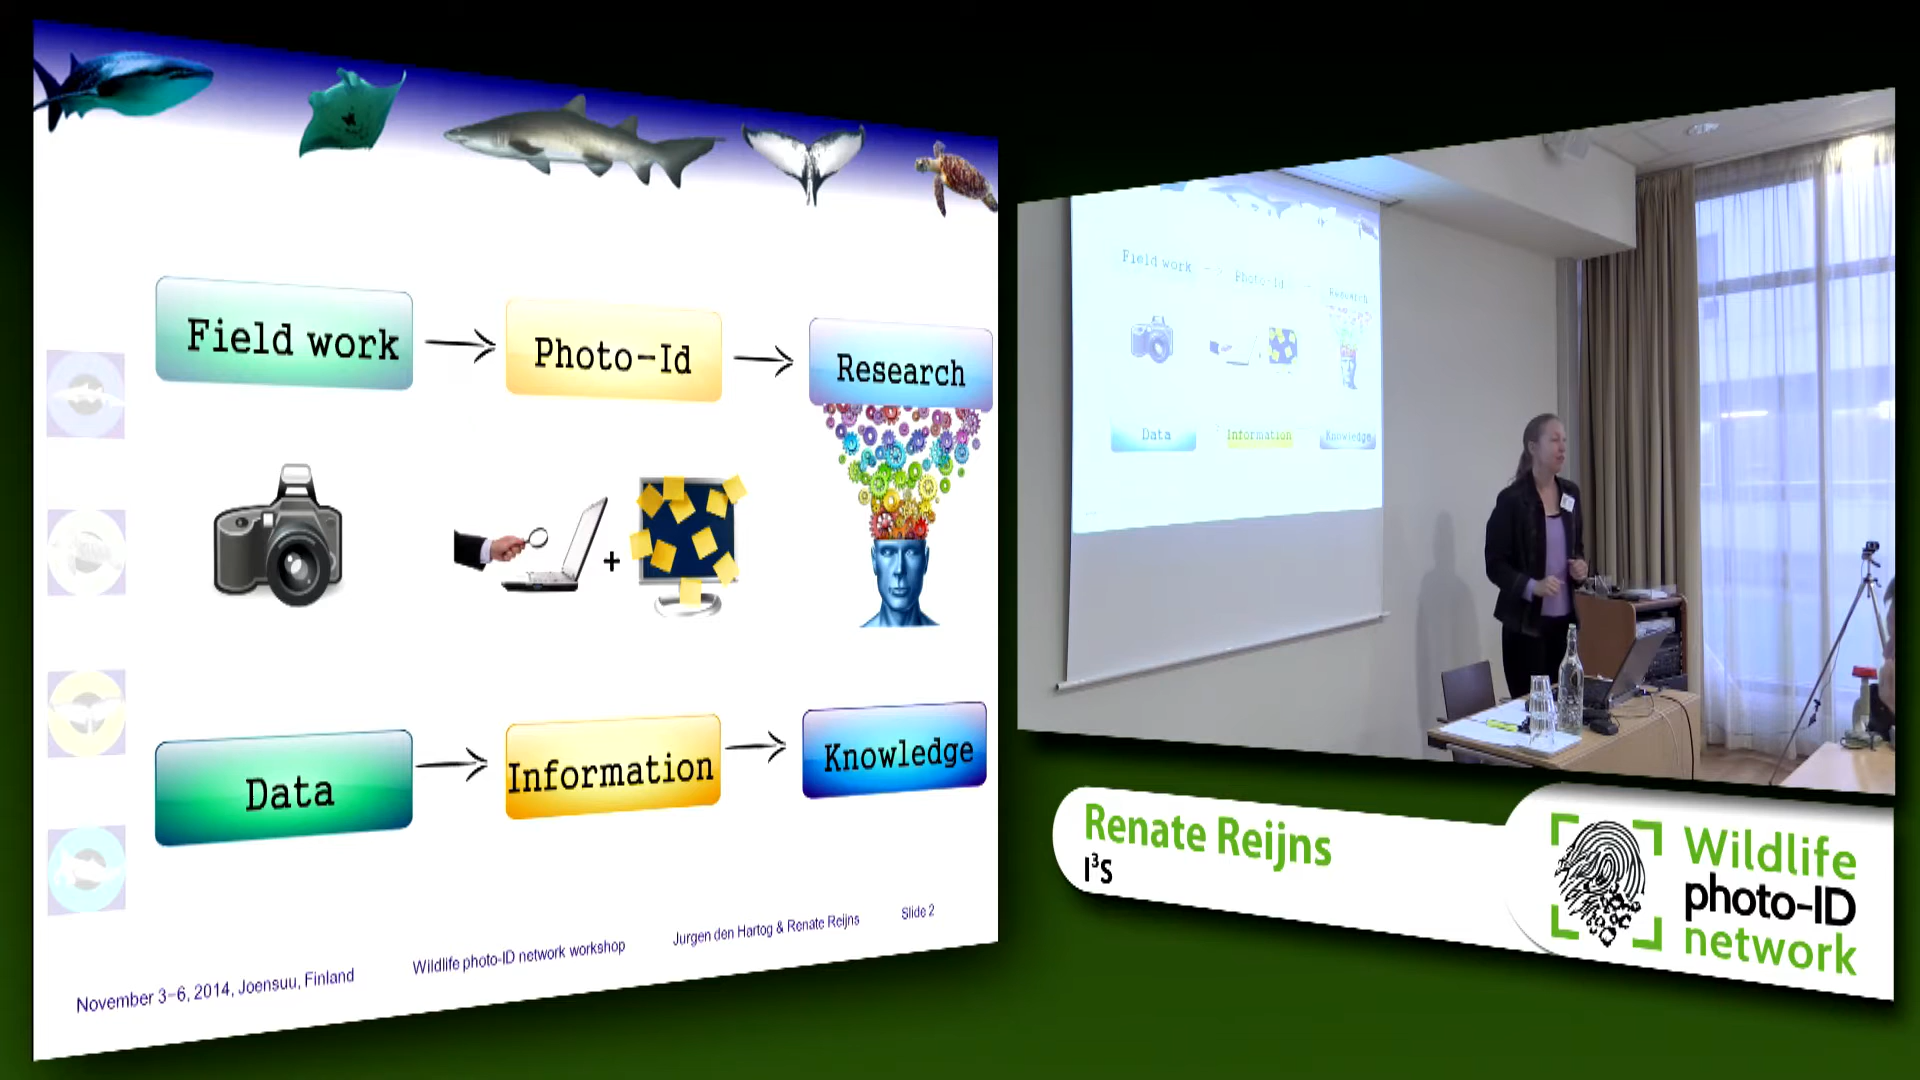 Field work
Photo-Id
Research
+
Data
Information
Knowledge
November 3-6, 2014, Joensuu, Finland
Wildlife photo-ID network workshop
Jurgen den Hartog & Renate Reijns
Slide 2
Field work
Photo-Id
Research
Data
Information
Knowledge
Renate Reijns
I³S
Wildlife
photo-ID
network